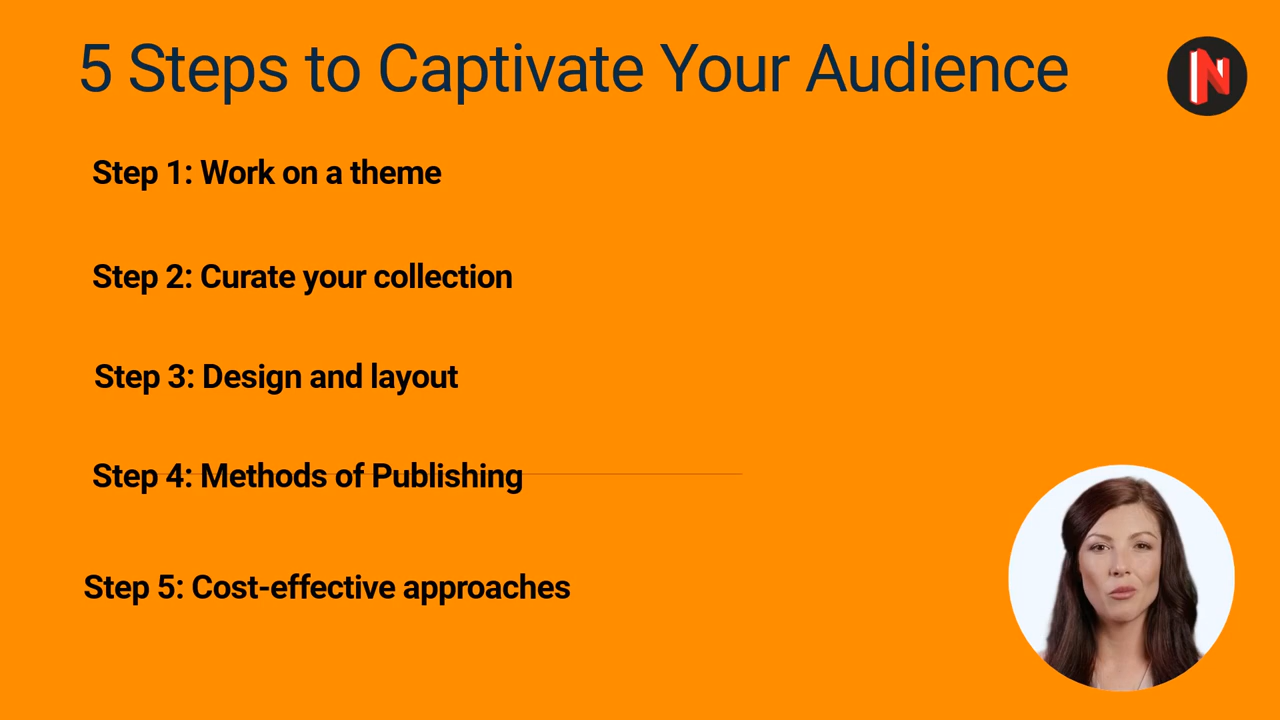 5 Steps to Captivate Your Audience
N
Step 1: Work on a theme
Step 2: Curate your collection
Step 3: Design and layout
Step 4: Methods of Publishing
Step 5: Cost-effective approaches